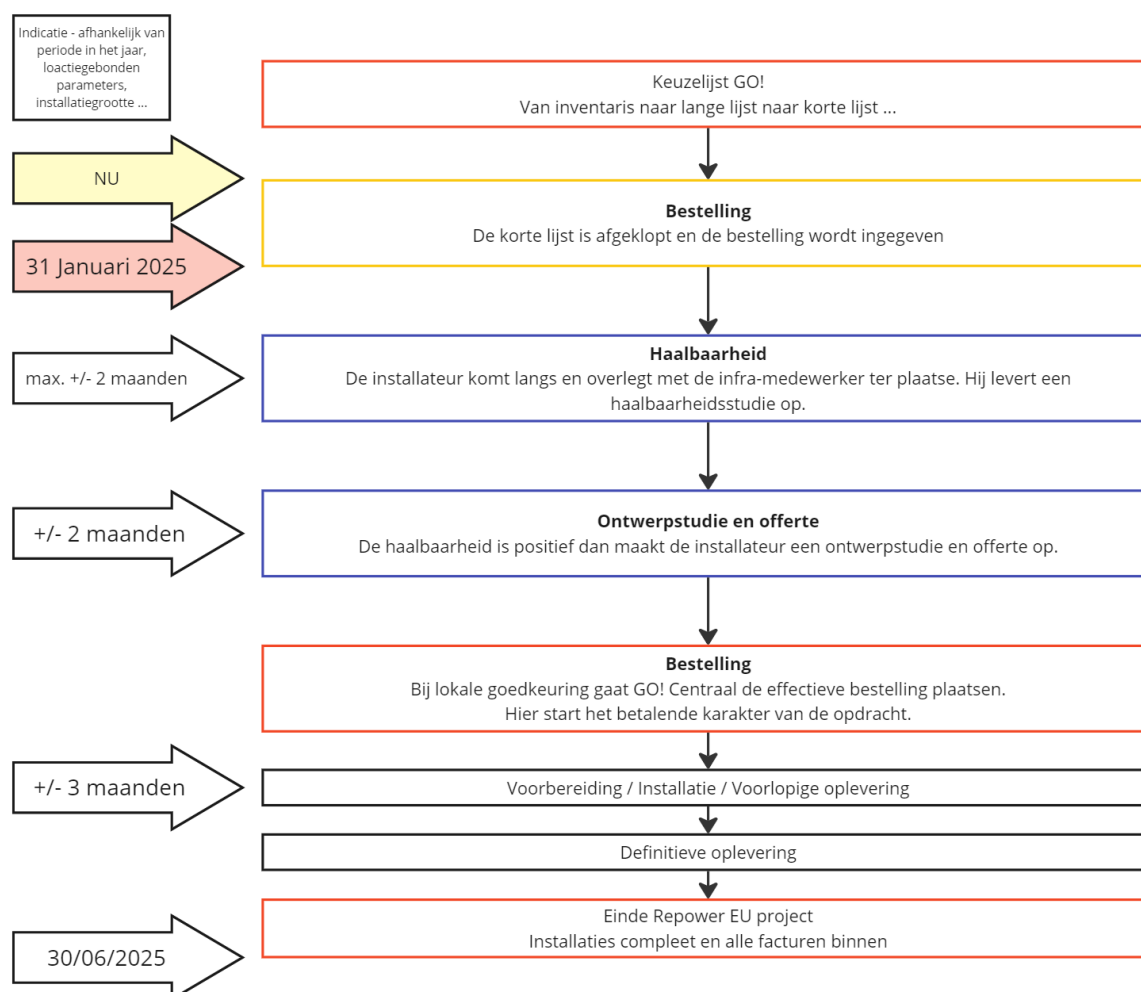 Indicatie - afhankelijk van
periode in het jaar,
loactiegebonden
parameters,
installatiegrootte ...
Keuzelijst GO!
Van inventaris naar lange lijst naar korte lijst ...
NU
Bestelling
De korte lijst is afgeklopt en de bestelling wordt ingegeven
31 Januari 2025
max. +/- 2 maanden
Haalbaarheid
De installateur komt langs en overlegt met de infra-medewerker ter plaatse. Hij levert een
haalbaarheidsstudie op.
+/- 2 maanden
Ontwerpstudie en offerte
De haalbaarheid is positief dan maakt de installateur een ontwerpstudie en offerte op.
Bestelling
Bij lokale goedkeuring gaat GO! Centraal de effectieve bestelling plaatsen.
Hier start het betalende karakter van de opdracht.
+/- 3 maanden
Voorbereiding / Installatie / Voorlopige oplevering
Definitieve oplevering
Einde Repower EU project
Installaties compleet en alle facturen binnen
30/06/2025